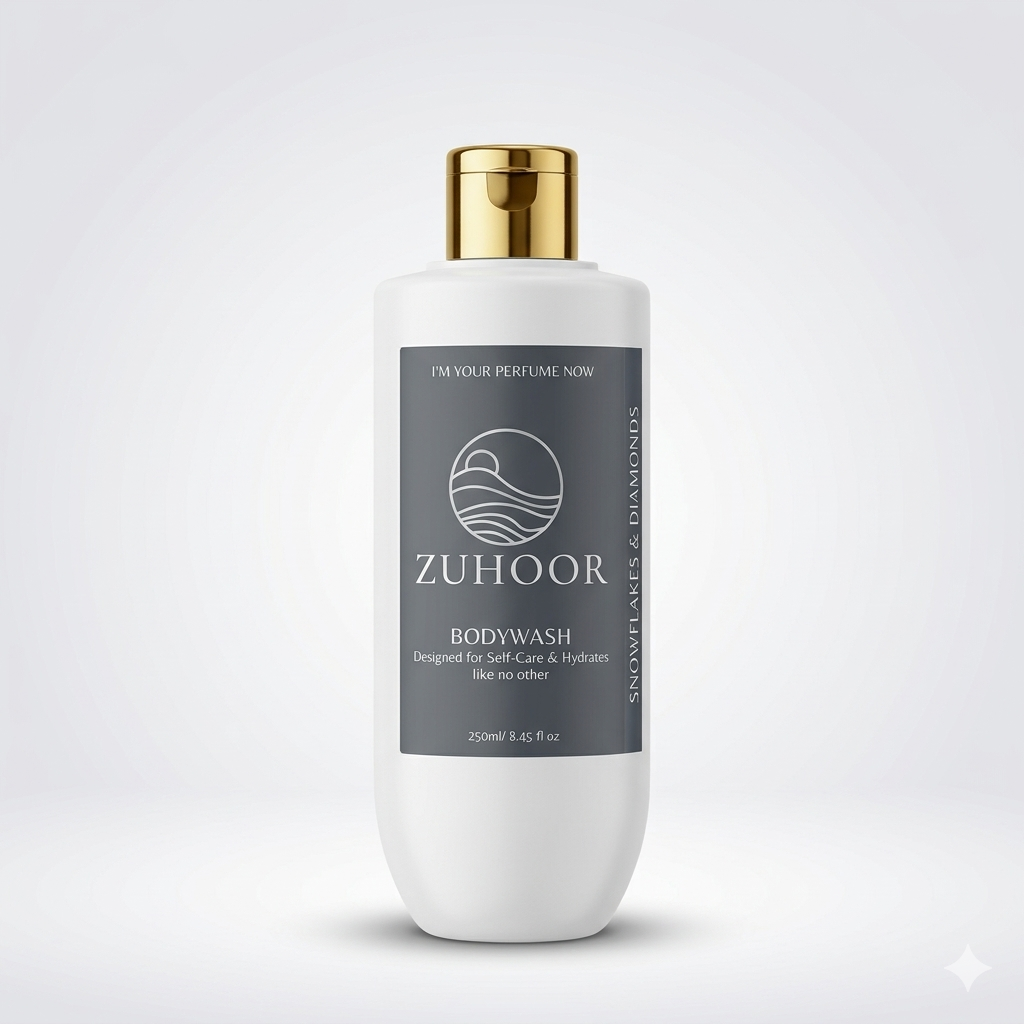 I'M YOUR PERFUME NOW
ZUHOOR
BODYWASH
Designed for Self-Care & Hydrates
like no other
250ml/ 8.45 fl oz
SNOWFLAKES & DIAMONDS